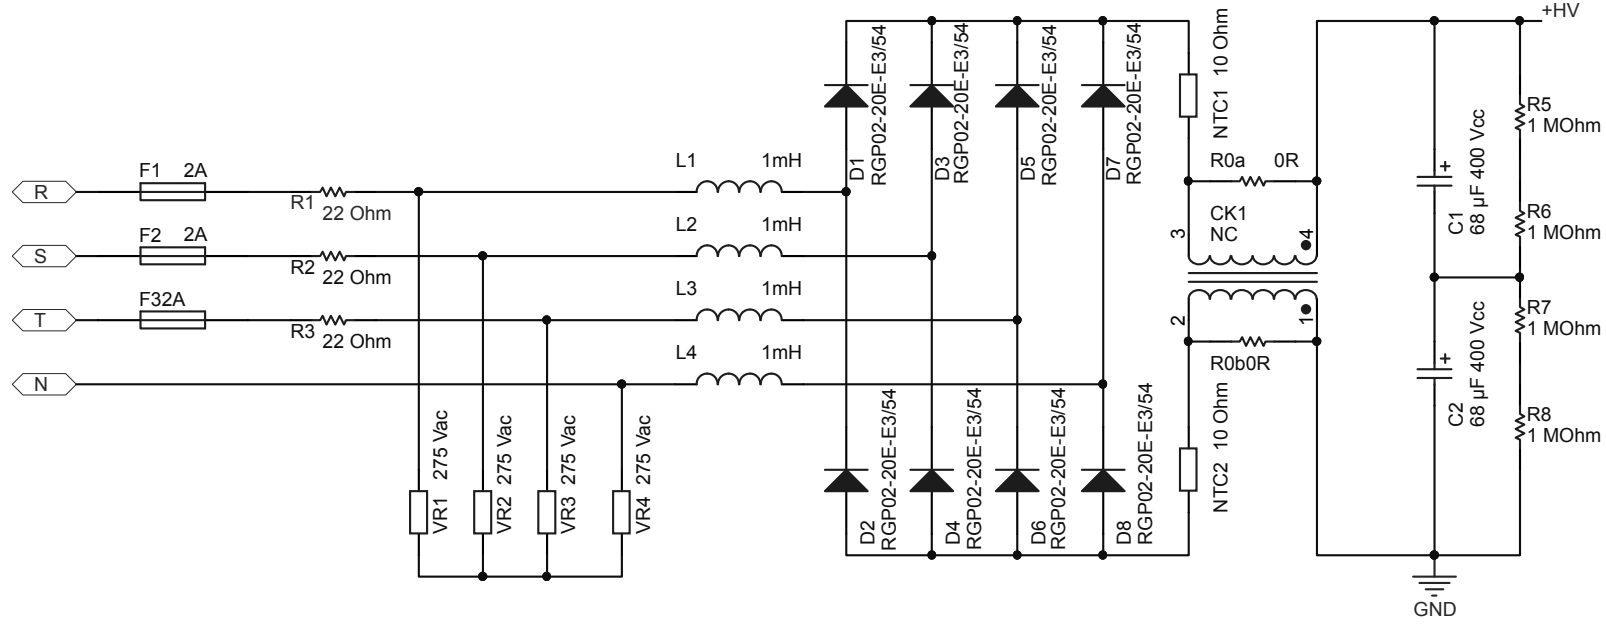 +HV
D1 RGP02-20E-E3/54
D3 RGP02-20E-E3/54
D5 RGP02-20E-E3/54
D7 RGP02-20E-E3/54
NTC1 10 Ohm
R5
1 MOhm
R
F1 2A
R1
22 Ohm
L1 1mH
R0a 0R
CK1
NC
3
4
C1
68 µF 400 Vcc
R6
1 MOhm
S
F2 2A
R2
22 Ohm
L2 1mH
T
F32A
R3
22 Ohm
L3 1mH
2
1
R0b0R
R7
1 MOhm
N
L4 1mH
VR1 275 Vac
VR2 275 Vac
VR3 275 Vac
VR4 275 Vac
D2
RGP02-20E-E3/54
D4
RGP02-20E-E3/54
D6
RGP02-20E-E3/54
D8
RGP02-20E-E3/54
NTC2 10 Ohm
C2
68 µF 400 Vcc
R8
1 MOhm
GND